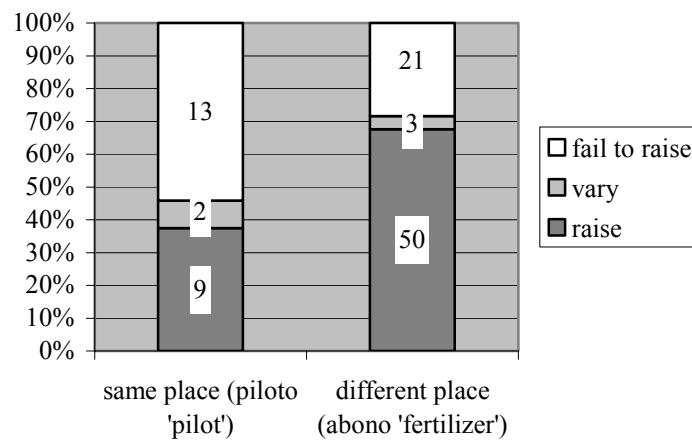 100%
90%
80%
70%
60%
50%
40%
30%
20%
10%
0%
13
2
9
21
3
50
same place (piloto
'pilot')
different place
(abono 'fertilizer')
fail to raise
vary
raise